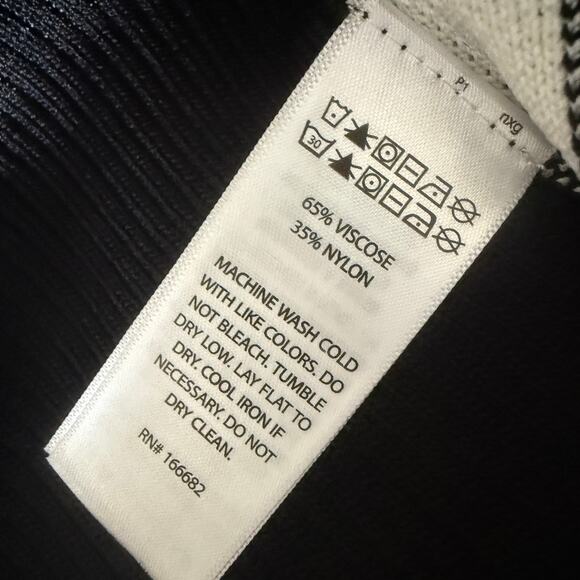 P1
nxg
30
65% VISCOSE
35% NYLON
MACHINE WASH COLD
WITH LIKE COLORS. DO
NOT BLEACH. TUMBLE
DRY LOW. LAY FLAT TO
DRY. COOL IRON IF
NECESSARY. DO NOT
DRY CLEAN.
RN# 166682